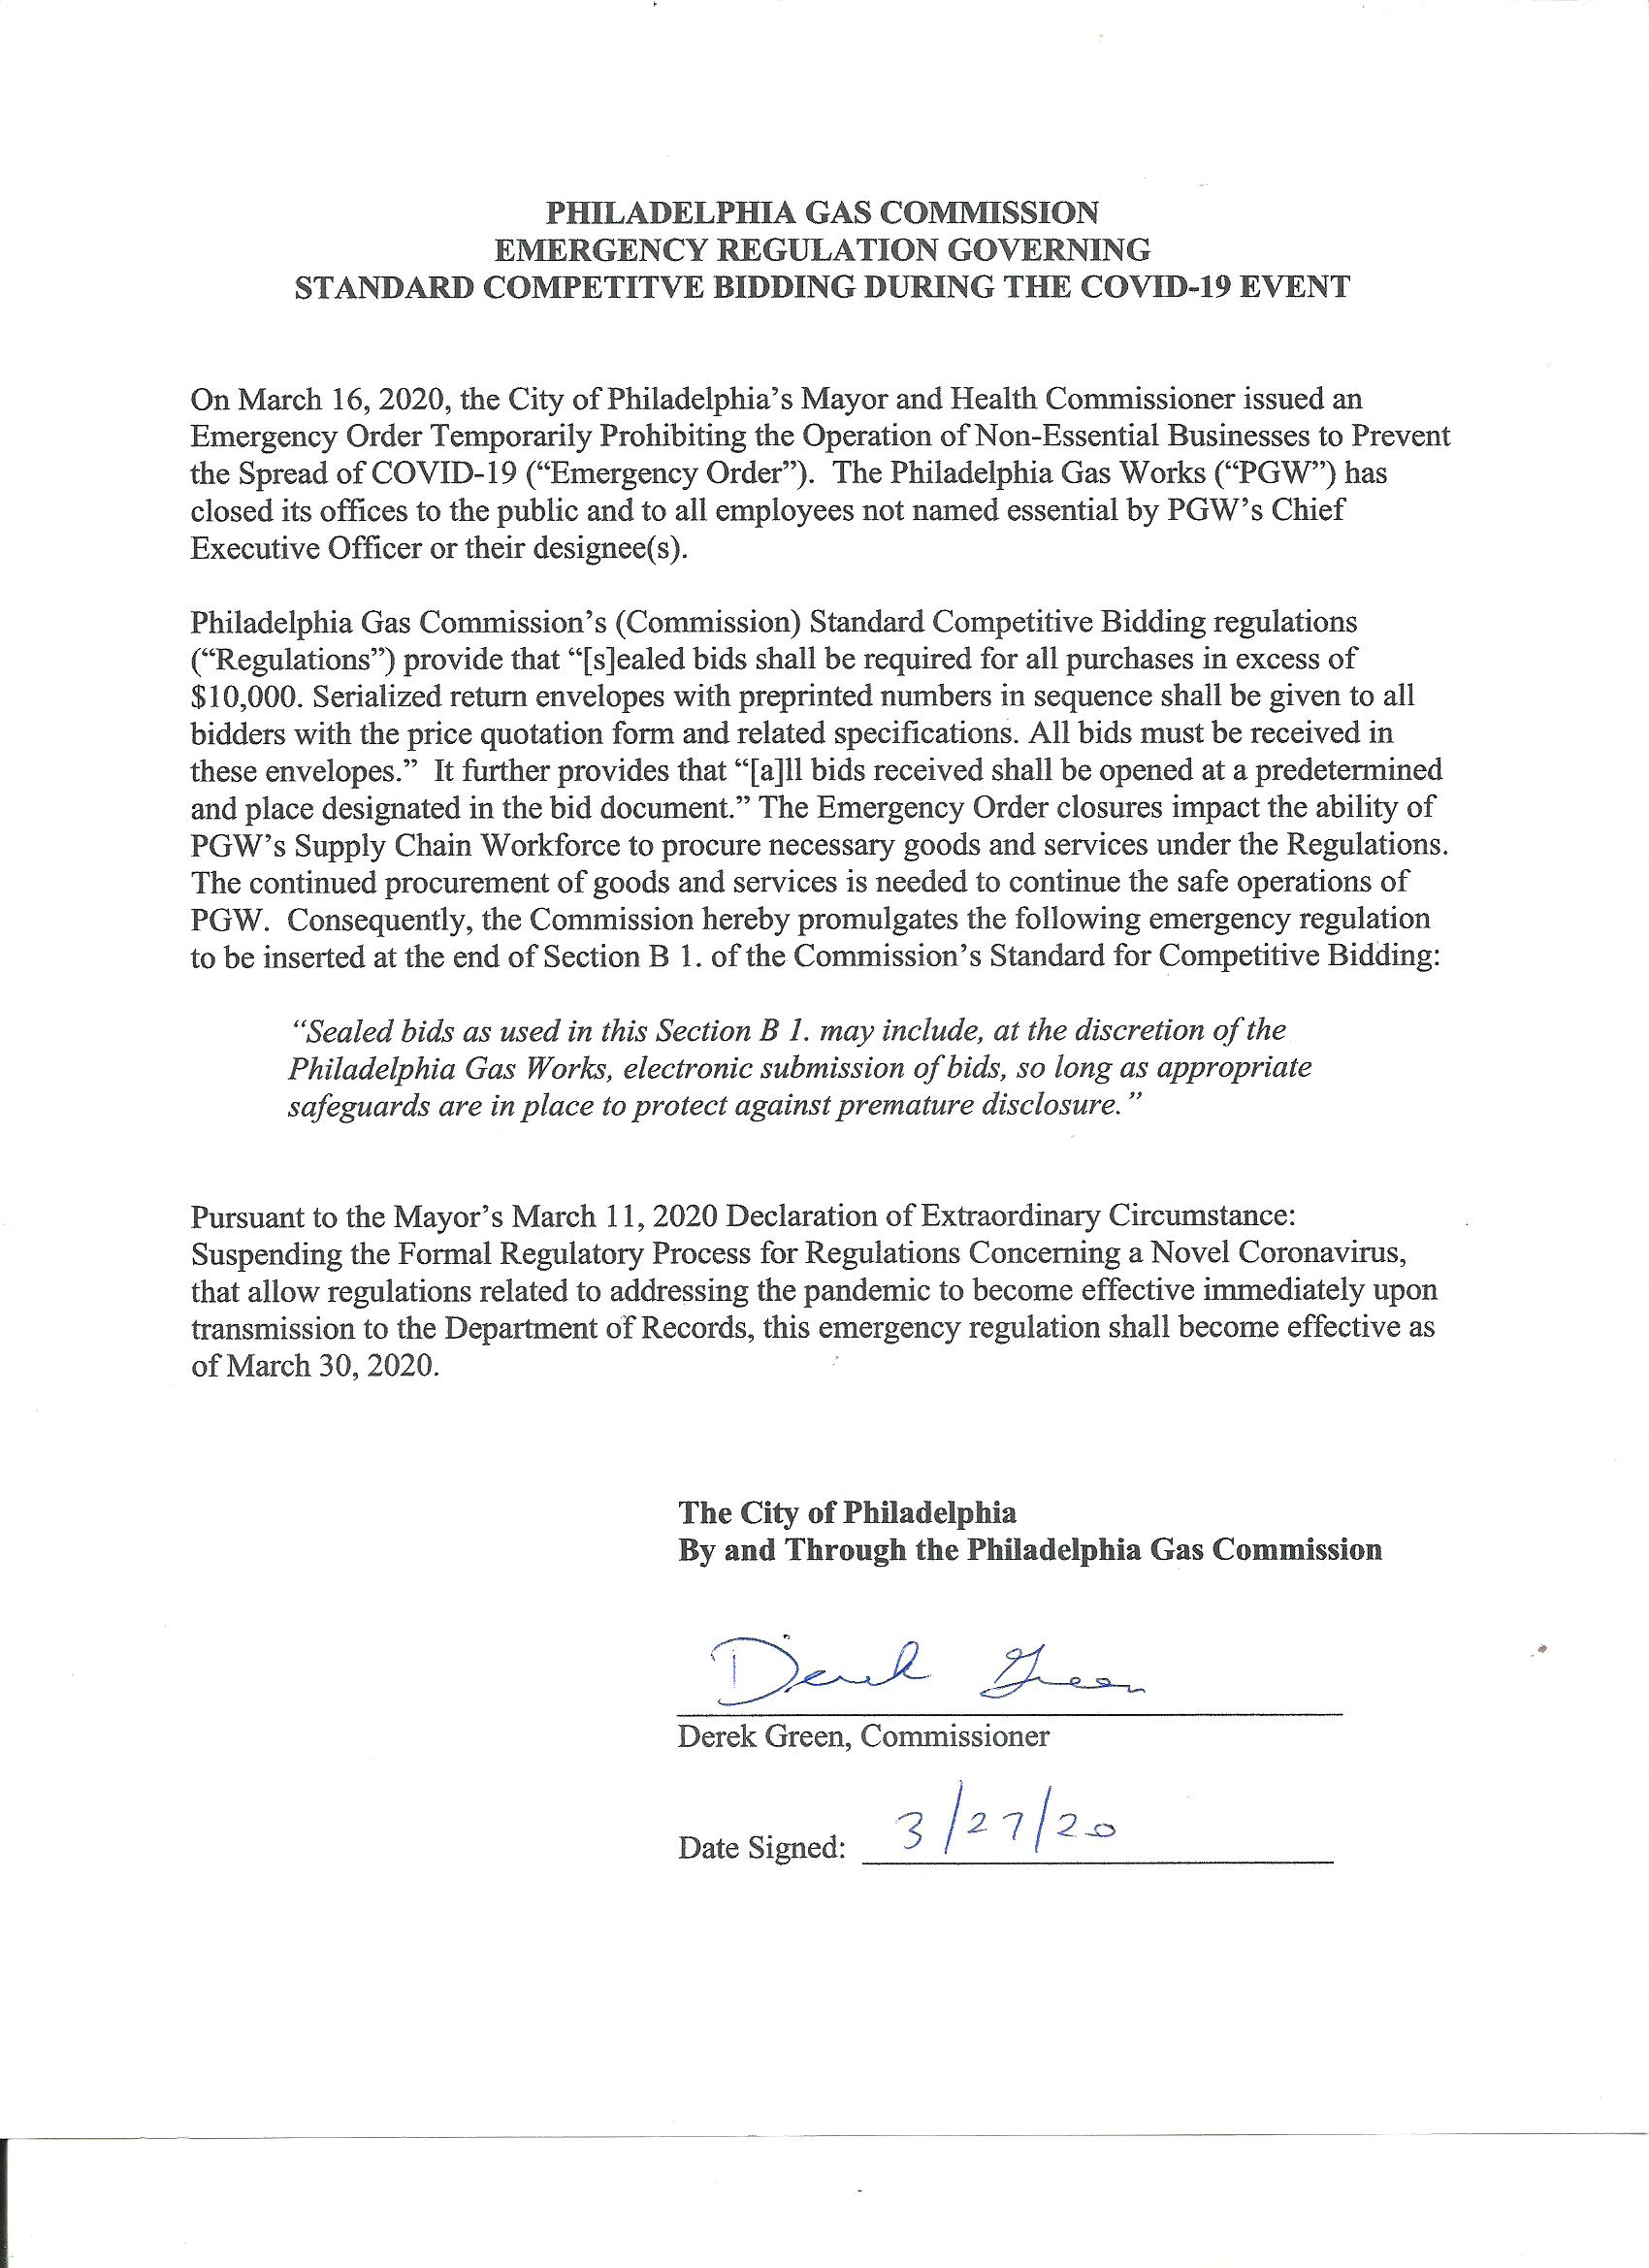 PHILADELPHIA GAS COMMISSION
EMERGENCY REGULATION GOVERNING
STANDARD COMPETITVE BIDDING DURING THE COVID-19 EVENT
On March 16, 2020, the City of Philadelphia’s Mayor and Health Commissioner issued an
Emergency Order Temporarily Prohibiting the Operation of Non-Essential Businesses to Prevent
the Spread of COVID-19 (“Emergency Order”).  The Philadelphia Gas Works (“PGW”) has
closed its offices to the public and to all employees not named essential by PGW’s Chief
Executive Officer or their designee(s).
Philadelphia Gas Commission’s (Commission) Standard Competitive Bidding regulations
(“Regulations”) provide that “[s]ealed bids shall be required for all purchases in excess of
$10,000. Serialized return envelopes with preprinted numbers in sequence shall be given to all
bidders with the price quotation form and related specifications. All bids must be received in
these envelopes.”  It further provides that “[a]ll bids received shall be opened at a predetermined
and place designated in the bid document.” The Emergency Order closures impact the ability of
PGW’s Supply Chain Workforce to procure necessary goods and services under the Regulations.
The continued procurement of goods and services is needed to continue the safe operations of
PGW.  Consequently, the Commission hereby promulgates the following emergency regulation
to be inserted at the end of Section B 1. of the Commission’s Standard for Competitive Bidding:
“Sealed bids as used in this Section B 1. may include, at the discretion of the
Philadelphia Gas Works, electronic submission of bids, so long as appropriate
safeguards are in place to protect against premature disclosure.”
Pursuant to the Mayor’s March 11, 2020 Declaration of Extraordinary Circumstance:
Suspending the Formal Regulatory Process for Regulations Concerning a Novel Coronavirus,
that allow regulations related to addressing the pandemic to become effective immediately upon
transmission to the Department of Records, this emergency regulation shall become effective as
of March 30, 2020.
The City of Philadelphia
By and Through the Philadelphia Gas Commission
Derek Green
Derek Green, Commissioner
Date Signed: 3/27/20